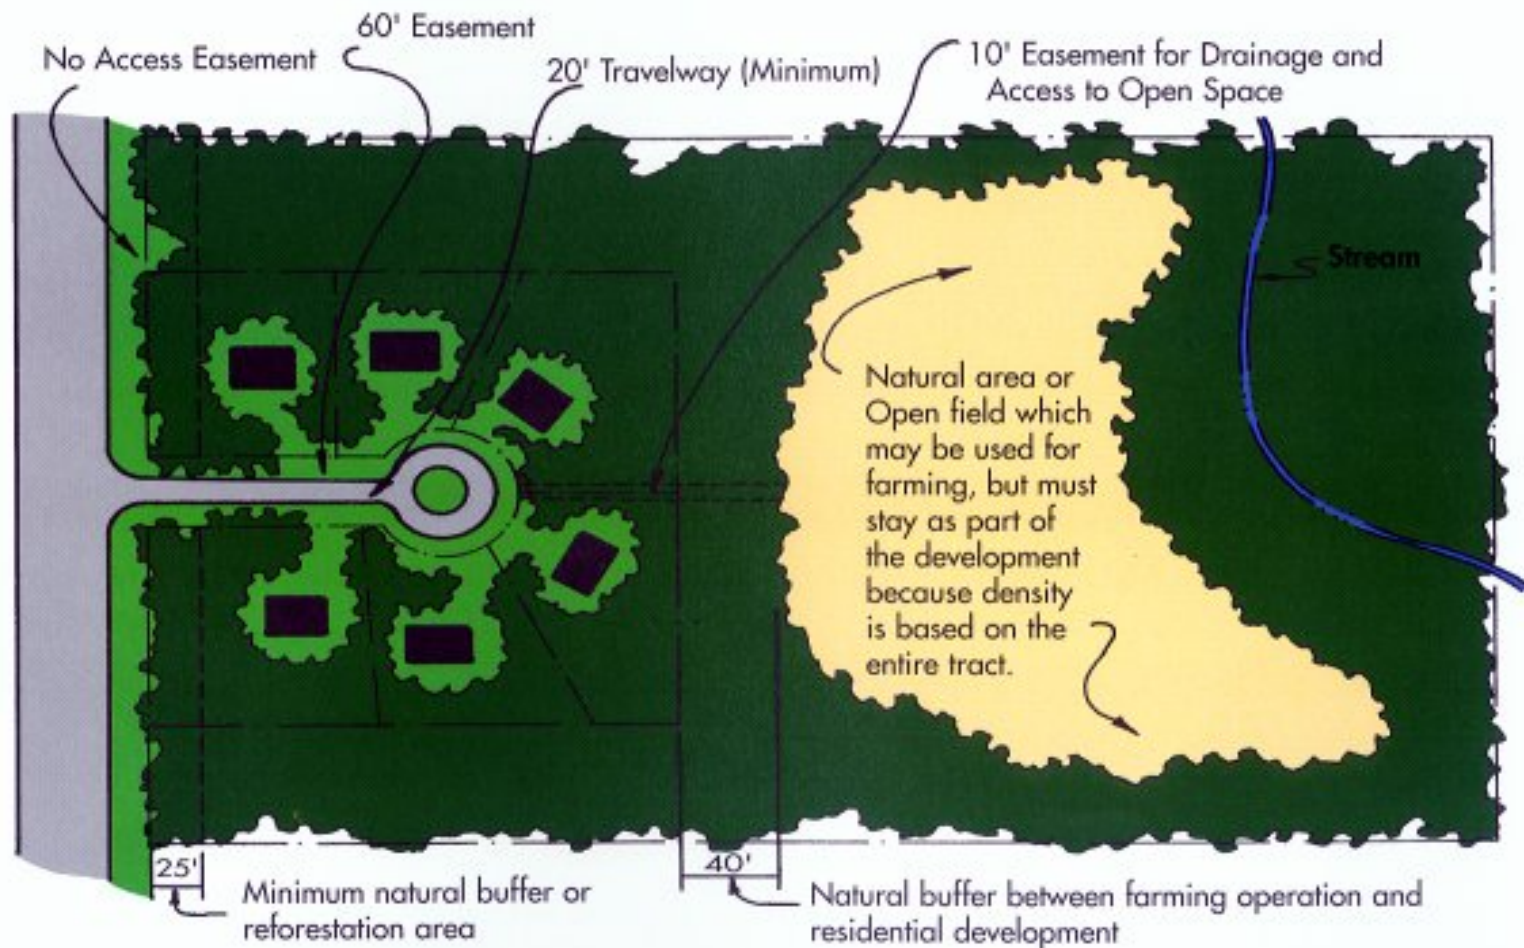 No Access Easement
60' Easement
20' Travelway (Minimum)
10' Easement for Drainage and
Access to Open Space
Stream
Natural area or
Open field which
may be used for
farming, but must
stay as part of
the development
because density
is based on the
entire tract.
25'
Minimum natural buffer or
reforestation area
40'
Natural buffer between farming operation and
residential development